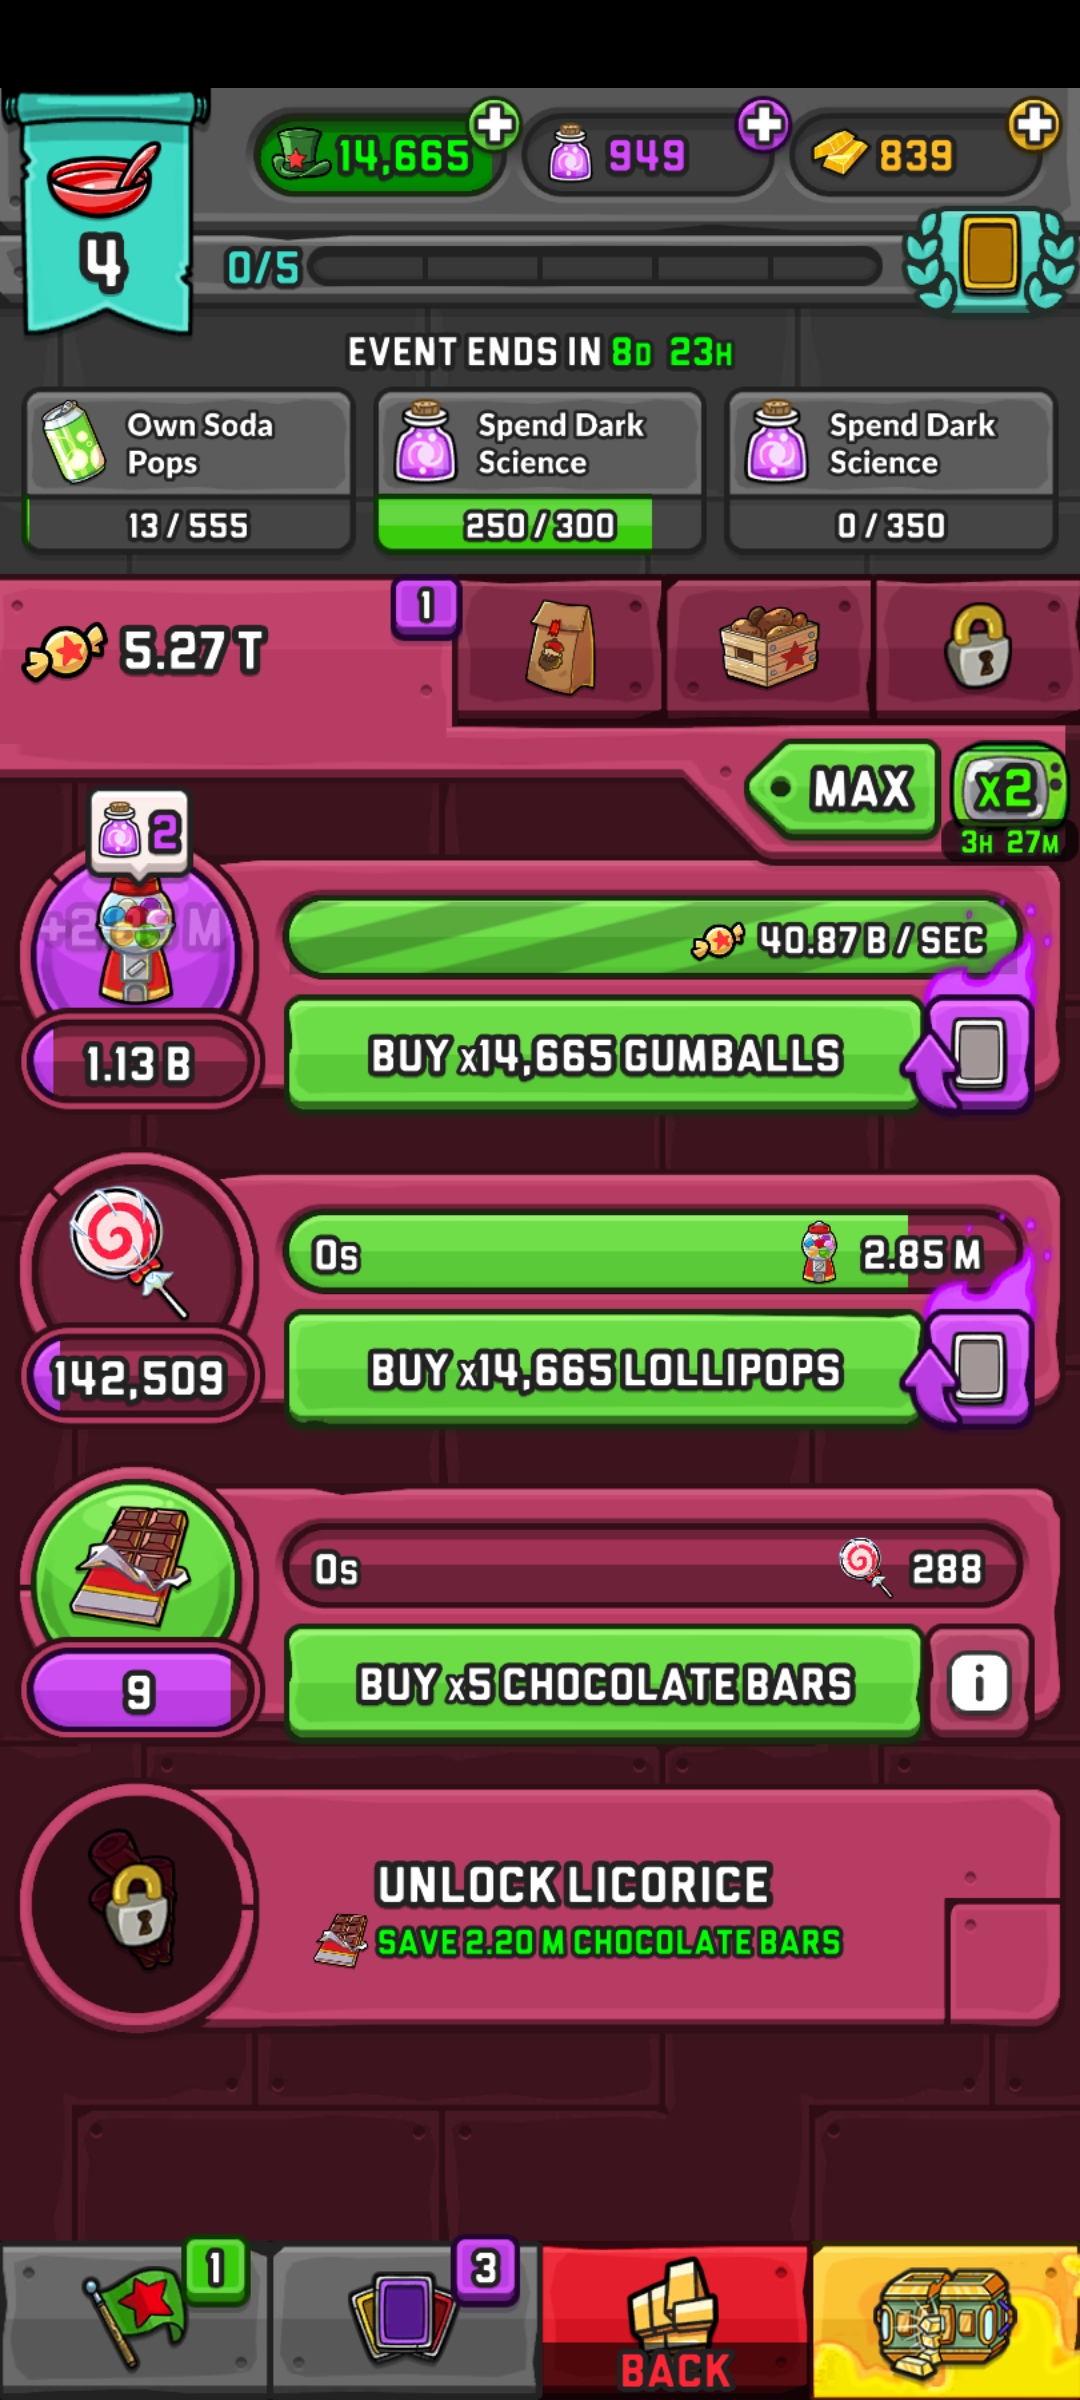 14,665
949
839
4
0/5
EVENT ENDS IN 8D 23H
Own Soda Pops
13 / 555
Spend Dark Science
250 / 300
Spend Dark Science
0 / 350
5.27 T
1
MAX
x2
3H 27M
2
40.87 B / SEC
1.13 B
BUY x14,665 GUMBALLS
0s
2.85 M
142,509
BUY x14,665 LOLLIPOPS
0s
288
9
BUY x5 CHOCOLATE BARS
i
UNLOCK LICORICE
SAVE 2.20 M CHOCOLATE BARS
1
3
BACK